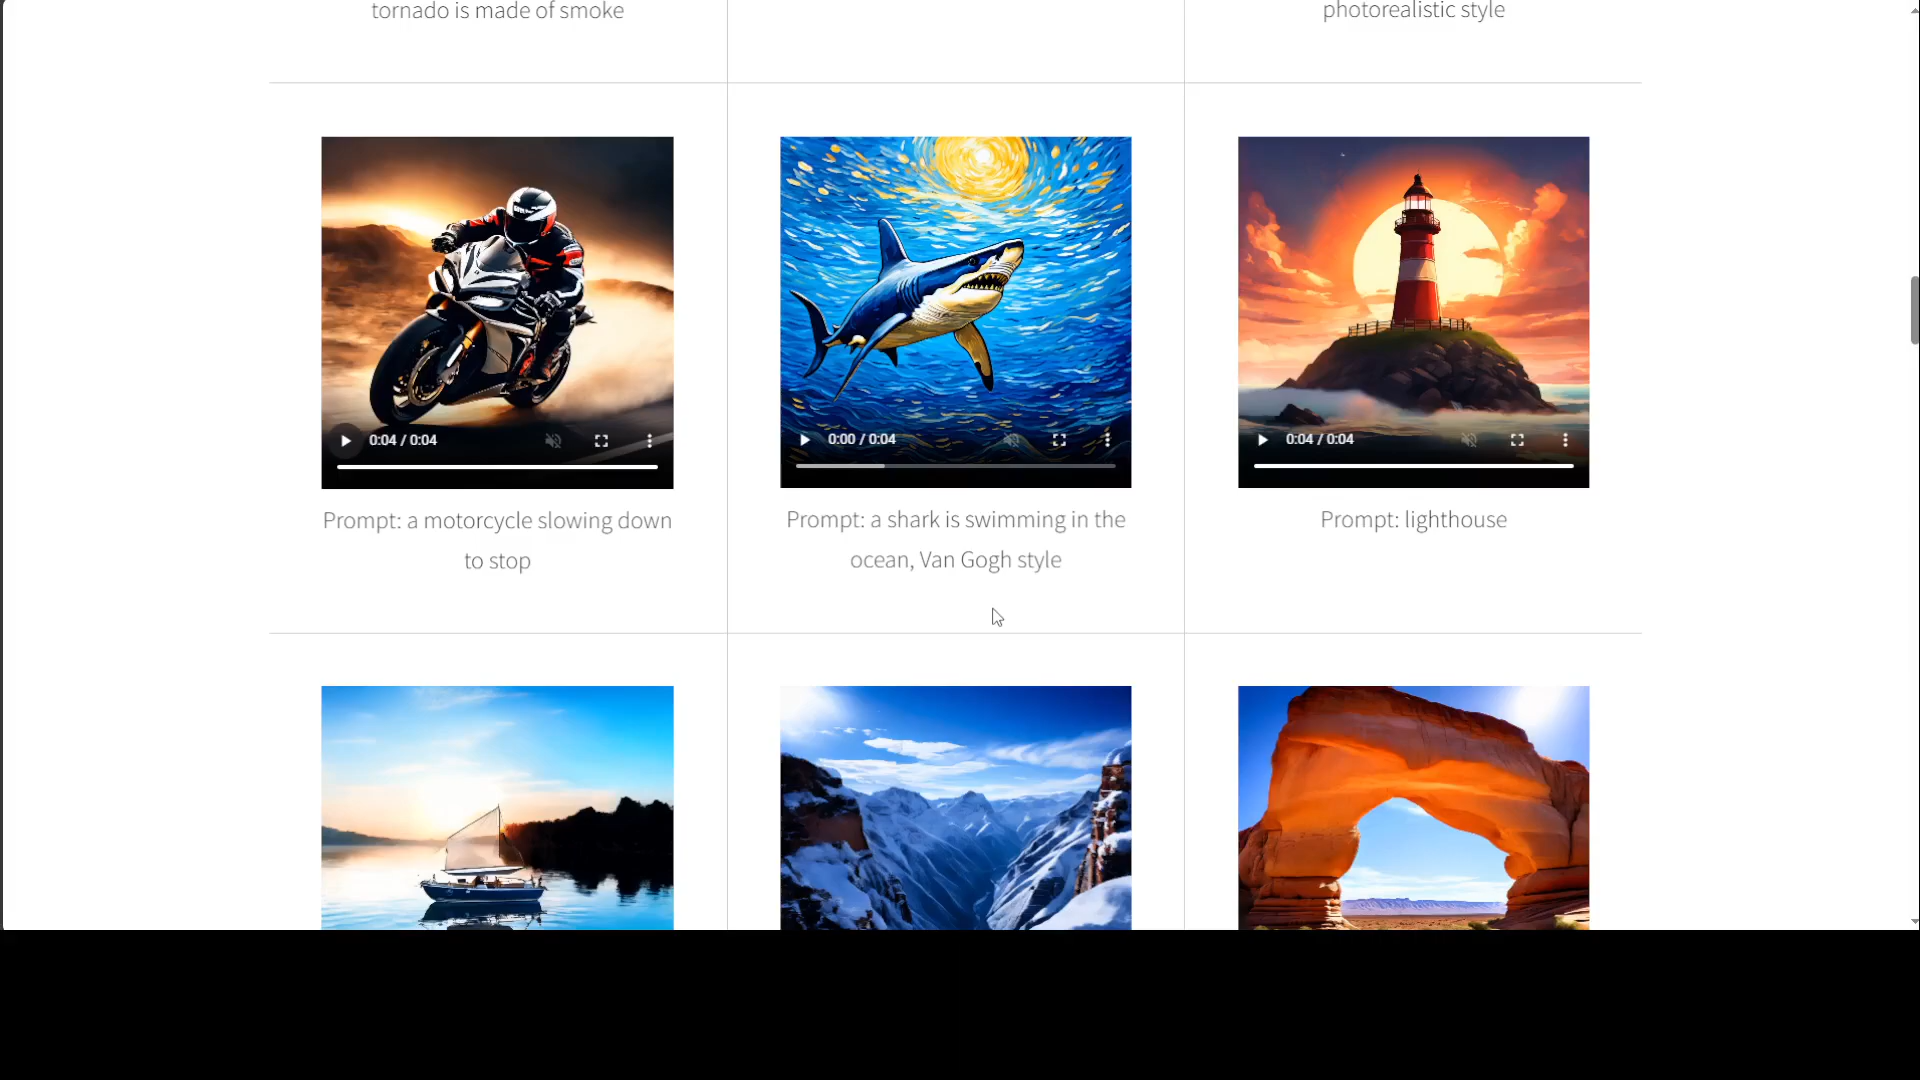 tornado is made of smoke
photorealistic style
0:04 / 0:04
0:00 / 0:04
0:04 / 0:04
Prompt: a motorcycle slowing down
to stop
Prompt: a shark is swimming in the
ocean, Van Gogh style
Prompt: lighthouse